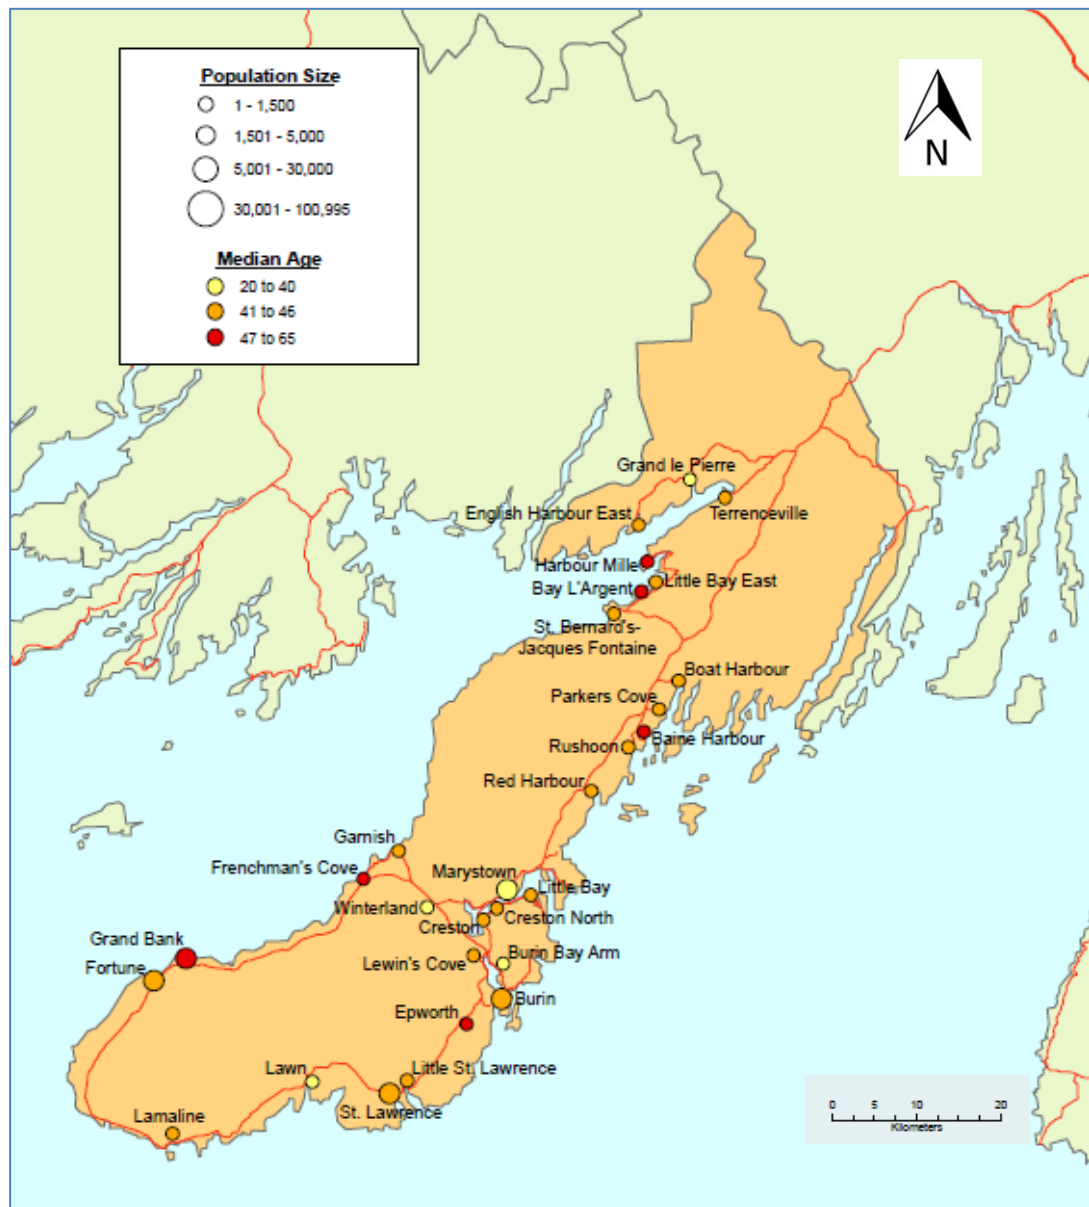 Population Size
1 - 1,500
1,501 - 5,000
5,001 - 30,000
30,001 - 100,995
Median Age
20 to 40
41 to 46
47 to 65
N
Grand le Pierre
English Harbour East
Terrenceville
Harbour Mille
Little Bay East
Bay L'Argent
St. Bernard's-
Jacques Fontaine
Boat Harbour
Parkers Cove
Baine Harbour
Rushoon
Red Harbour
Garnish
Frenchman's Cove
Marystown
Little Bay
Winterland
Creston North
Creston
Grand Bank
Burin Bay Arm
Lewin's Cove
Fortune
Burin
Epworth
Lawn
Little St. Lawrence
St. Lawrence
Lamaline
0 5 10 20
Kilometers